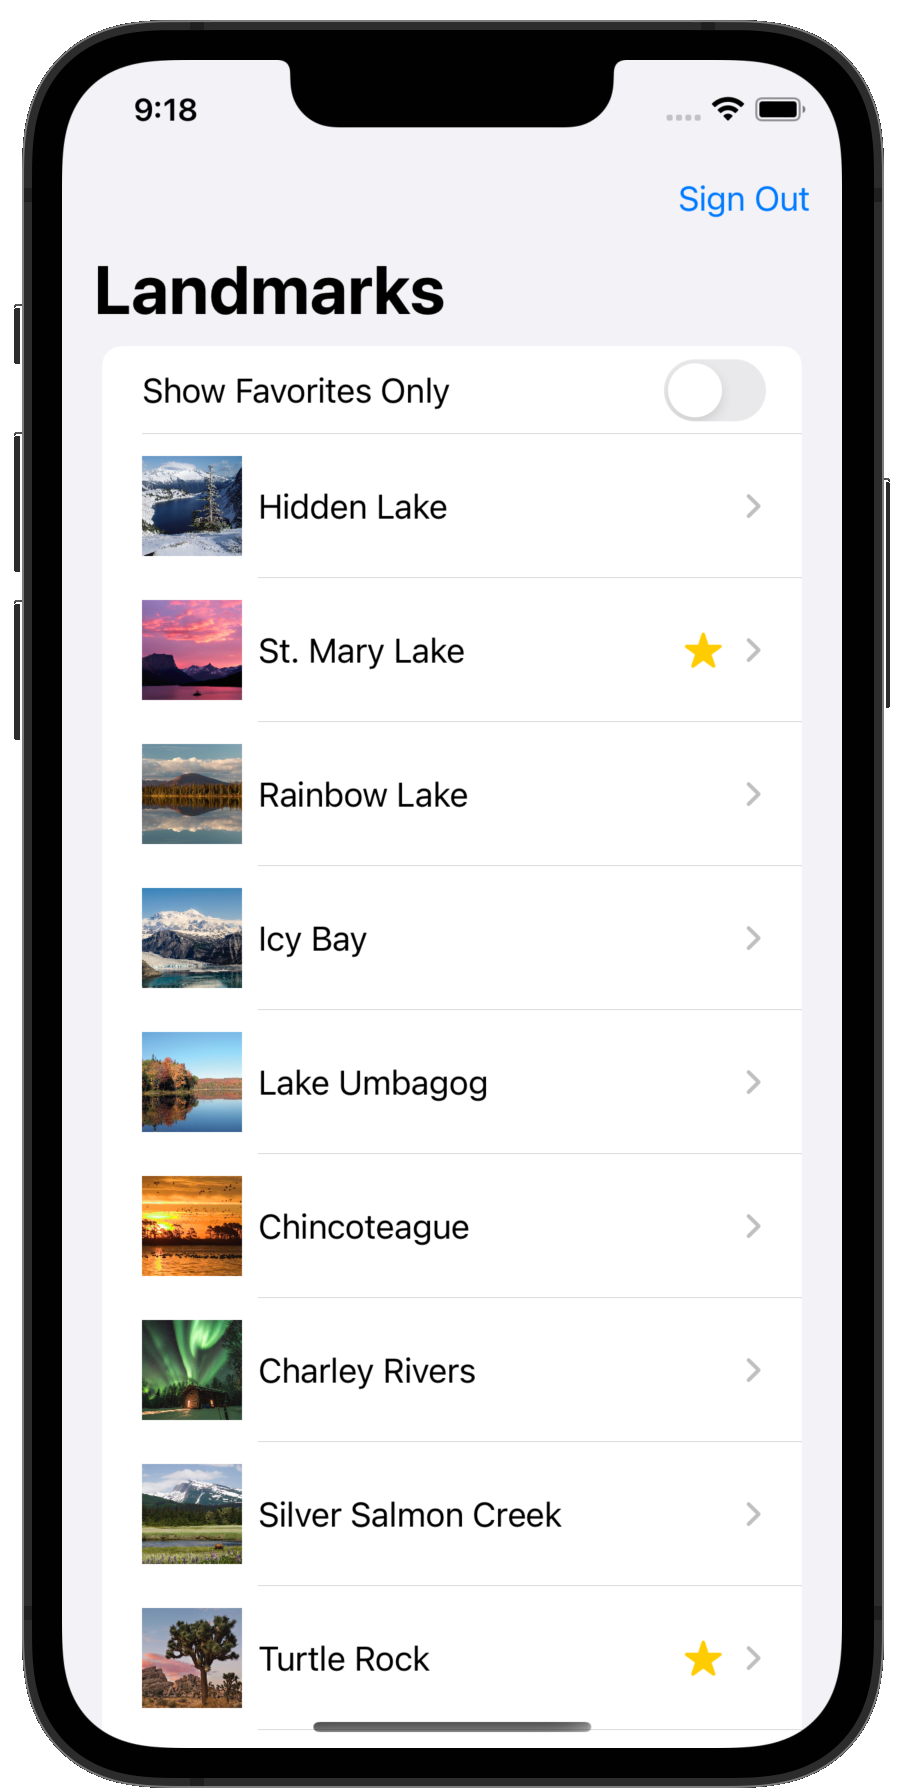 9:18
Sign Out
Landmarks
Show Favorites Only
Hidden Lake
St. Mary Lake
Rainbow Lake
Icy Bay
Lake Umbagog
Chincoteague
Charley Rivers
Silver Salmon Creek
Turtle Rock